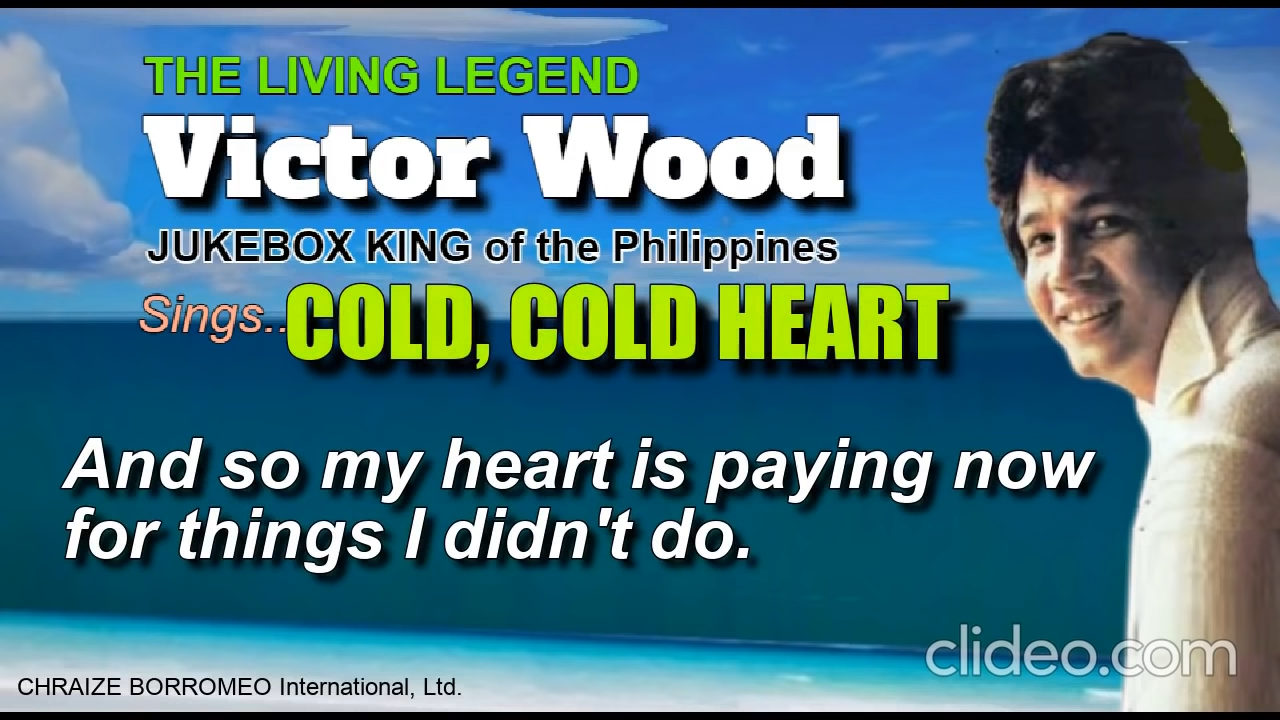 THE LIVING LEGEND
Victor Wood
JUKEBOX KING of the Philippines
Sings.. COLD, COLD HEART
And so my heart is paying now
for things I didn't do.
clideo.com
CHRAIZE BORROMEO International, Ltd.